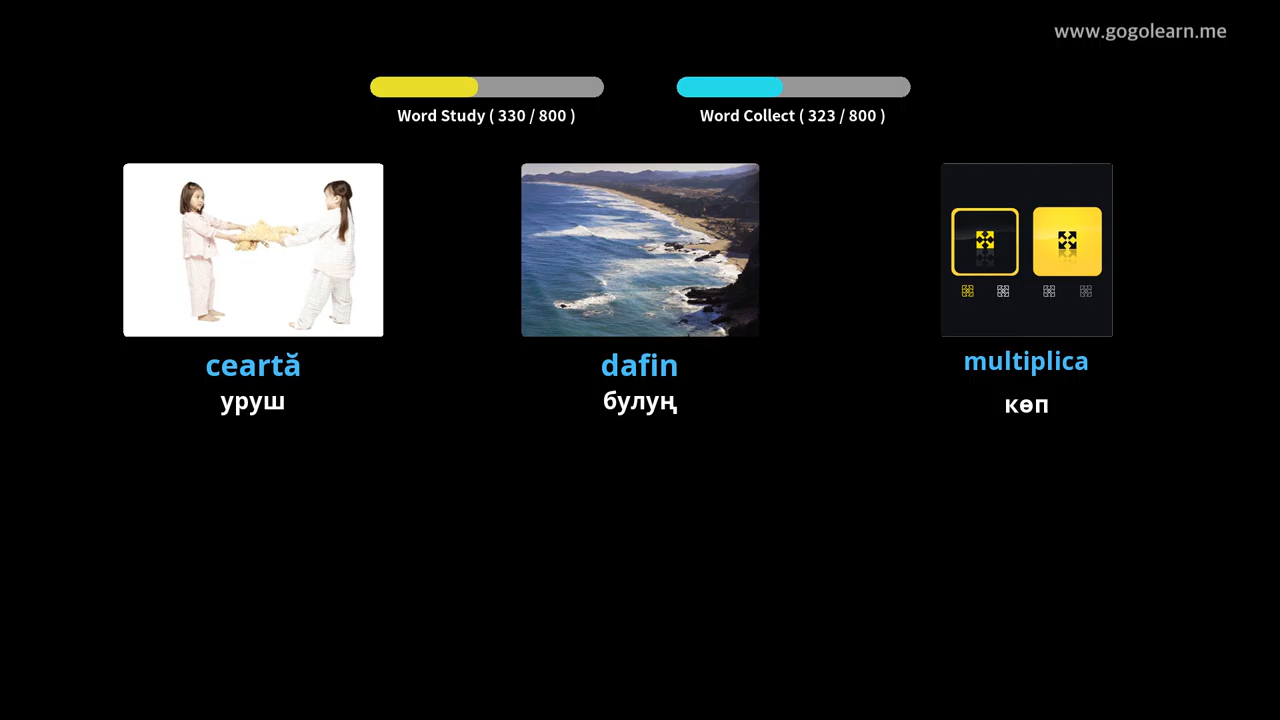 www.gogolearn.me
Word Study ( 330 / 800 )
Word Collect ( 323 / 800 )
ceartă
dafin
multiplica
уруш
булуң
көп